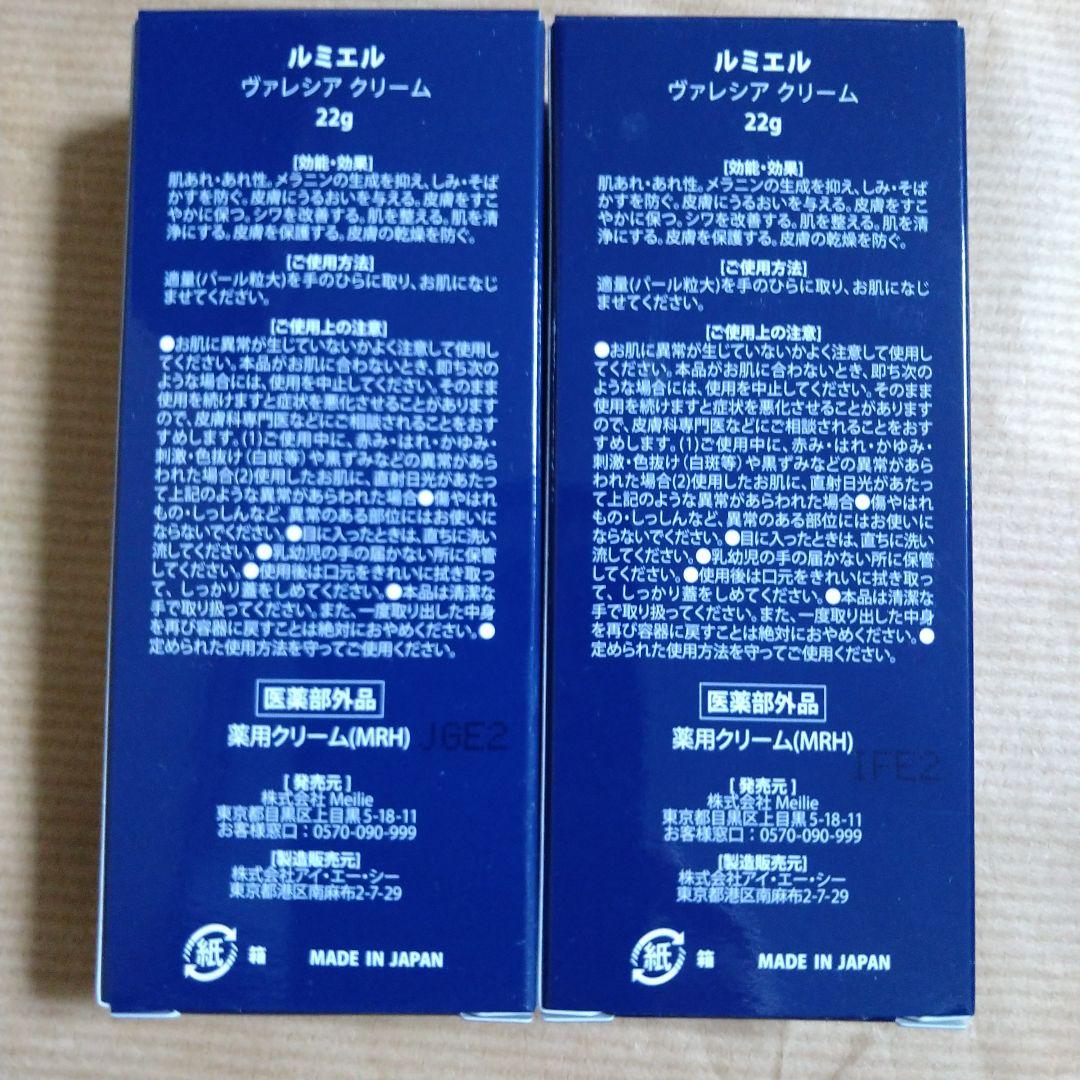 ルミエル
ヴァレシア クリーム
22g
[効能・効果]
肌あれ・あれ性。メラニンの生成を抑え、しみ・そば
かすを防ぐ。皮膚にうるおいを与える。皮膚をすこ
やかに保つ。シワを改善する。肌を整える。肌を清
浄にする。皮膚を保護する。皮膚の乾燥を防ぐ。
[ご使用方法]
適量(パール粒大)を手のひらに取り、お肌になじ
ませてください。
[ご使用上の注意]
●お肌に異常が生じていないかよく注意して使用し
てください。本品がお肌に合わないとき、即ち次の
ような場合には、使用を中止してください。そのまま
使用を続けますと症状を悪化させることがあります
ので、皮膚科専門医などにご相談されることをおす
すめします。(1)ご使用中に、赤み・はれ・かゆみ・
刺激・色抜け(白斑等)や黒ずみなどの異常があら
われた場合(2)使用したお肌に、直射日光があたっ
て上記のような異常があらわれた場合●傷やはれ
もの・しっしんなど、異常のある部位にはお使いに
ならないでください。●目に入ったときは、直ちに洗い
流してください。●乳幼児の手の届かない所に保管
してください。●使用後は口元をきれいに拭き取っ
て、しっかり蓋をしめてください。●本品は清潔な
手で取り扱ってください。また、一度取り出した中身
を再び容器に戻すことは絶対におやめください。●
定められた使用方法を守ってご使用ください。
医薬部外品
薬用クリーム(MRH)
JGE2
[発売元]
株式会社 Meilie
東京都目黒区上目黒5-18-11
お客様窓口:0570-090-999
[製造販売元]
株式会社アイ・エー・シー
東京都港区南麻布2-7-29
紙 箱 MADE IN JAPAN
ルミエル
ヴァレシア クリーム
22g
[効能・効果]
肌あれ・あれ性。メラニンの生成を抑え、しみ・そば
かすを防ぐ。皮膚にうるおいを与える。皮膚をすこ
やかに保つ。シワを改善する。肌を整える。肌を清
浄にする。皮膚を保護する。皮膚の乾燥を防ぐ。
[ご使用方法]
適量(パール粒大)を手のひらに取り、お肌になじ
ませてください。
[ご使用上の注意]
●お肌に異常が生じていないかよく注意して使用し
てください。本品がお肌に合わないとき、即ち次の
ような場合には、使用を中止してください。そのまま
使用を続けますと症状を悪化させることがあります
ので、皮膚科専門医などにご相談されることをおす
すめします。(1)ご使用中に、赤み・はれ・かゆみ・
刺激・色抜け(白斑等)や黒ずみなどの異常があら
われた場合(2)使用したお肌に、直射日光があたっ
て上記のような異常があらわれた場合●傷やはれ
もの・しっしんなど、異常のある部位にはお使いに
ならないでください。●目に入ったときは、直ちに洗い
流してください。●乳幼児の手の届かない所に保管
してください。●使用後は口元をきれいに拭き取っ
て、しっかり蓋をしめてください。●本品は清潔な
手で取り扱ってください。また、一度取り出した中身
を再び容器に戻すことは絶対におやめください。●
定められた使用方法を守ってご使用ください。
医薬部外品
薬用クリーム(MRH)
IFE2
[発売元]
株式会社 Meilie
東京都目黒区上目黒5-18-11
お客様窓口:0570-090-999
[製造販売元]
株式会社アイ・エー・シー
東京都港区南麻布2-7-29
紙 箱 MADE IN JAPAN